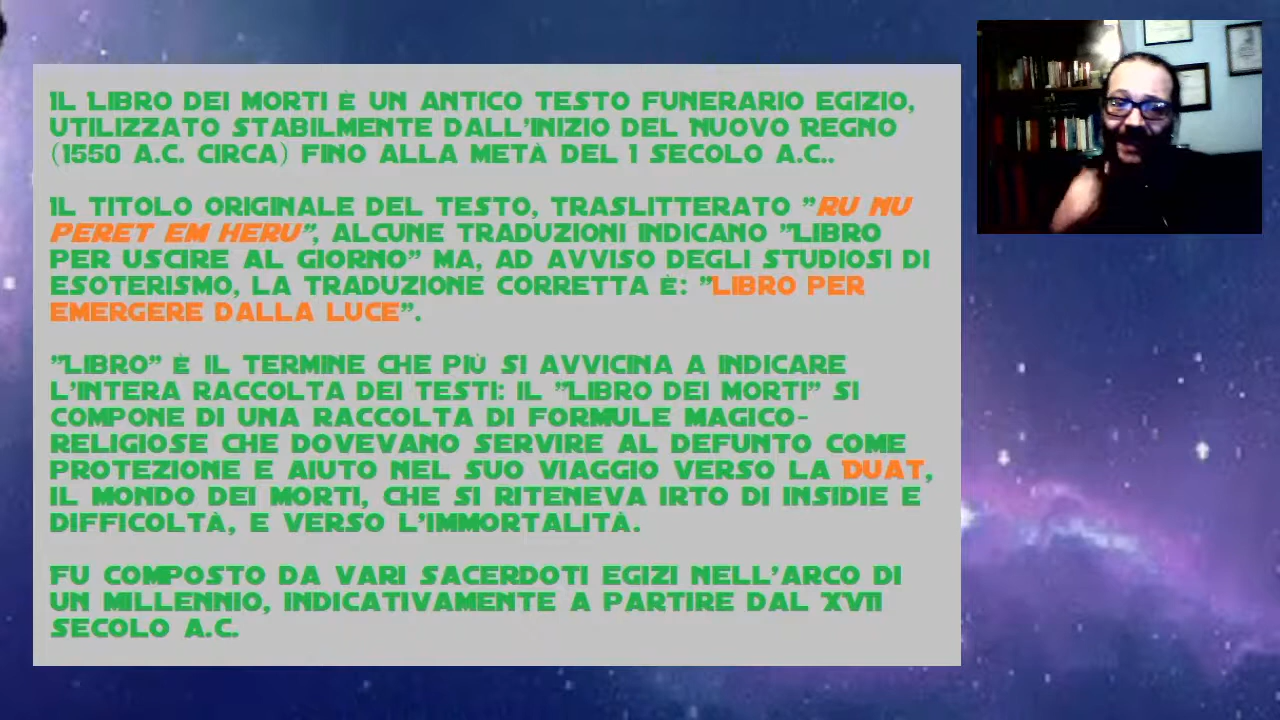 Il Libro dei morti è un antico testo funerario egizio,
utilizzato stabilmente dall'inizio del Nuovo Regno
(1550 a.C. circa) fino alla metà del 1 secolo a.C..
Il titolo originale del testo, traslitterato "ru nu
peret em heru", alcune traduzioni indicano "Libro
per uscire al giorno" ma, ad avviso degli studiosi di
esoterismo, la traduzione corretta è: "Libro per
emergere dalla luce".
"Libro" è il termine che più si avvicina a indicare
l'intera raccolta dei testi: il "Libro dei morti" si
compone di una raccolta di formule magico-
religiose che dovevano servire al defunto come
protezione e aiuto nel suo viaggio verso la Duat,
il mondo dei morti, che si riteneva irto di insidie e
difficoltà, e verso l'immortalità.
Fu composto da vari sacerdoti egizi nell'arco di
un millennio, indicativamente a partire dal XVII
secolo a.C.